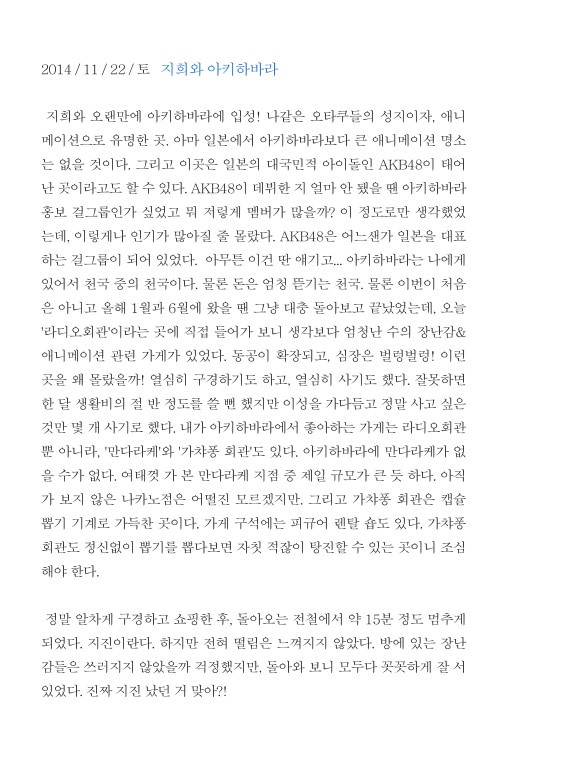 2014 / 11 / 22 / 토 지희와 아키하바라
지희와 오랜만에 아키하바라에 입성! 나같은 오타쿠들의 성지이자, 애니
메이션으로 유명한 곳. 아마 일본에서 아키하바라보다 큰 애니메이션 명소
는 없을 것이다. 그리고 이곳은 일본의 대국민적 아이돌인 AKB48이 태어
난 곳이라고도 할 수 있다. AKB48이 데뷔한 지 얼마 안 됐을 땐 아키하바라
홍보 걸그룹인가 싶었고 뭐 저렇게 멤버가 많을까? 이 정도로만 생각했었
는데, 이렇게나 인기가 많아질 줄 몰랐다. AKB48은 어느샌가 일본을 대표
하는 걸그룹이 되어 있었다. 아무튼 이건 딴 얘기고... 아키하바라는 나에게
있어서 천국 중의 천국이다. 물론 돈은 엄청 뜯기는 천국. 물론 이번이 처음
은 아니고 올해 1월과 6월에 왔을 땐 그냥 대충 돌아보고 끝났었는데, 오늘
'라디오회관'이라는 곳에 직접 들어가 보니 생각보다 엄청난 수의 장난감&
애니메이션 관련 가게가 있었다. 동공이 확장되고, 심장은 벌렁벌렁! 이런
곳을 왜 몰랐을까! 열심히 구경하기도 하고, 열심히 사기도 했다. 잘못하면
한 달 생활비의 절 반 정도를 쓸 뻔 했지만 이성을 가다듬고 정말 사고 싶은
것만 몇 개 사기로 했다. 내가 아키하바라에서 좋아하는 가게는 라디오회관
뿐 아니라, '만다라케'와 '가챠퐁 회관'도 있다. 아키하바라에 만다라케가 없
을 수가 없다. 여태껏 가 본 만다라케 지점 중 제일 규모가 큰 듯 하다. 아직
가 보지 않은 나카노점은 어떨진 모르겠지만. 그리고 가챠퐁 회관은 캡슐
뽑기 기계로 가득찬 곳이다. 가게 구석에는 피규어 렌탈 숍도 있다. 가챠퐁
회관도 정신없이 뽑기를 뽑다보면 자칫 적잖이 탕진할 수 있는 곳이니 조심
해야 한다.
정말 알차게 구경하고 쇼핑한 후, 돌아오는 전철에서 약 15분 정도 멈추게
되었다. 지진이란다. 하지만 전혀 떨림은 느껴지지 않았다. 방에 있는 장난
감들은 쓰러지지 않았을까 걱정했지만, 돌아와 보니 모두다 꼿꼿하게 잘 서
있었다. 진짜 지진 났던 거 맞아?!